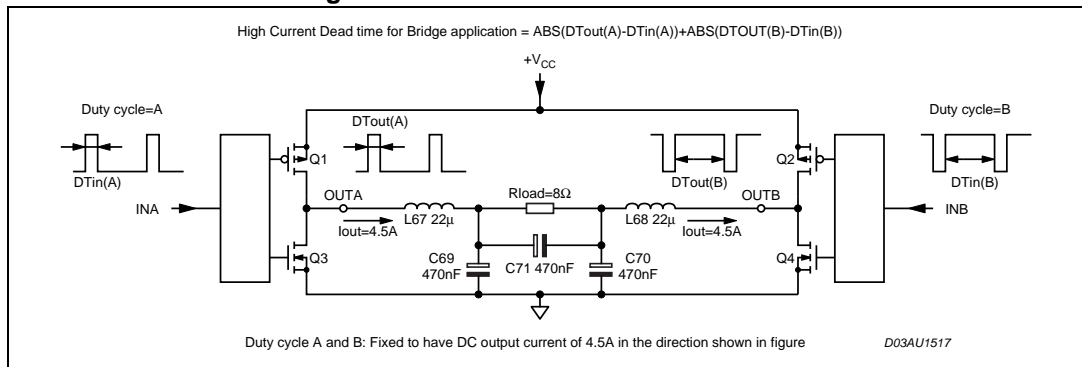 High Current Dead time for Bridge application = ABS(DTout(A)-DTin(A))+ABS(DTOUT(B)-DTin(B))
+VCC
Duty cycle=A
DTin(A)
INA
Q1
DTout(A)
OUTA
Iout=4.5A
Q3
L67 22μ
C69
470nF
Rload=8Ω
C71 470nF
L68 22μ
C70
470nF
DTout(B)
OUTB
Iout=4.5A
Q2
Q4
Duty cycle=B
DTin(B)
INB
Duty cycle A and B: Fixed to have DC output current of 4.5A in the direction shown in figure
D03AU1517